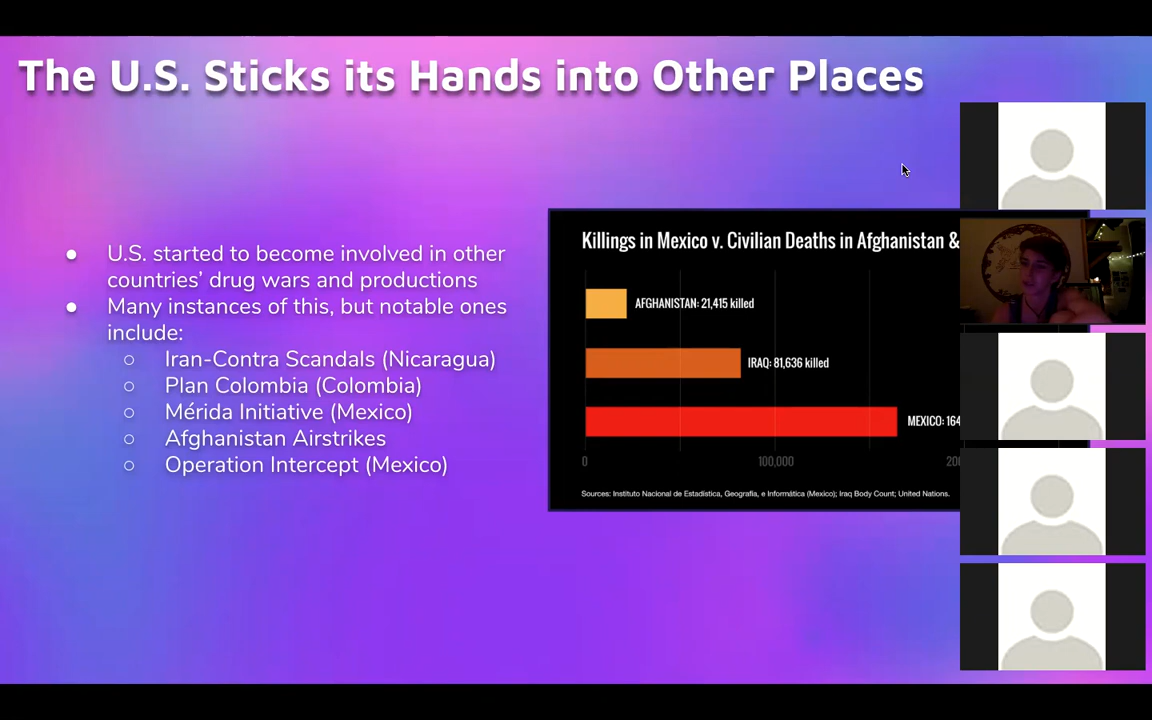 The U.S. Sticks its Hands into Other Places
● U.S. started to become involved in other
countries’ drug wars and productions
● Many instances of this, but notable ones
include:
○ Iran-Contra Scandals (Nicaragua)
○ Plan Colombia (Colombia)
○ Mérida Initiative (Mexico)
○ Afghanistan Airstrikes
○ Operation Intercept (Mexico)
Killings in Mexico v. Civilian Deaths in Afghanistan &
AFGHANISTAN: 21,415 killed
IRAQ: 81,636 killed
MEXICO: 164
0 100,000 200
Sources: Instituto Nacional de Estadística, Geografía, e Informática (Mexico); Iraq Body Count; United Nations.